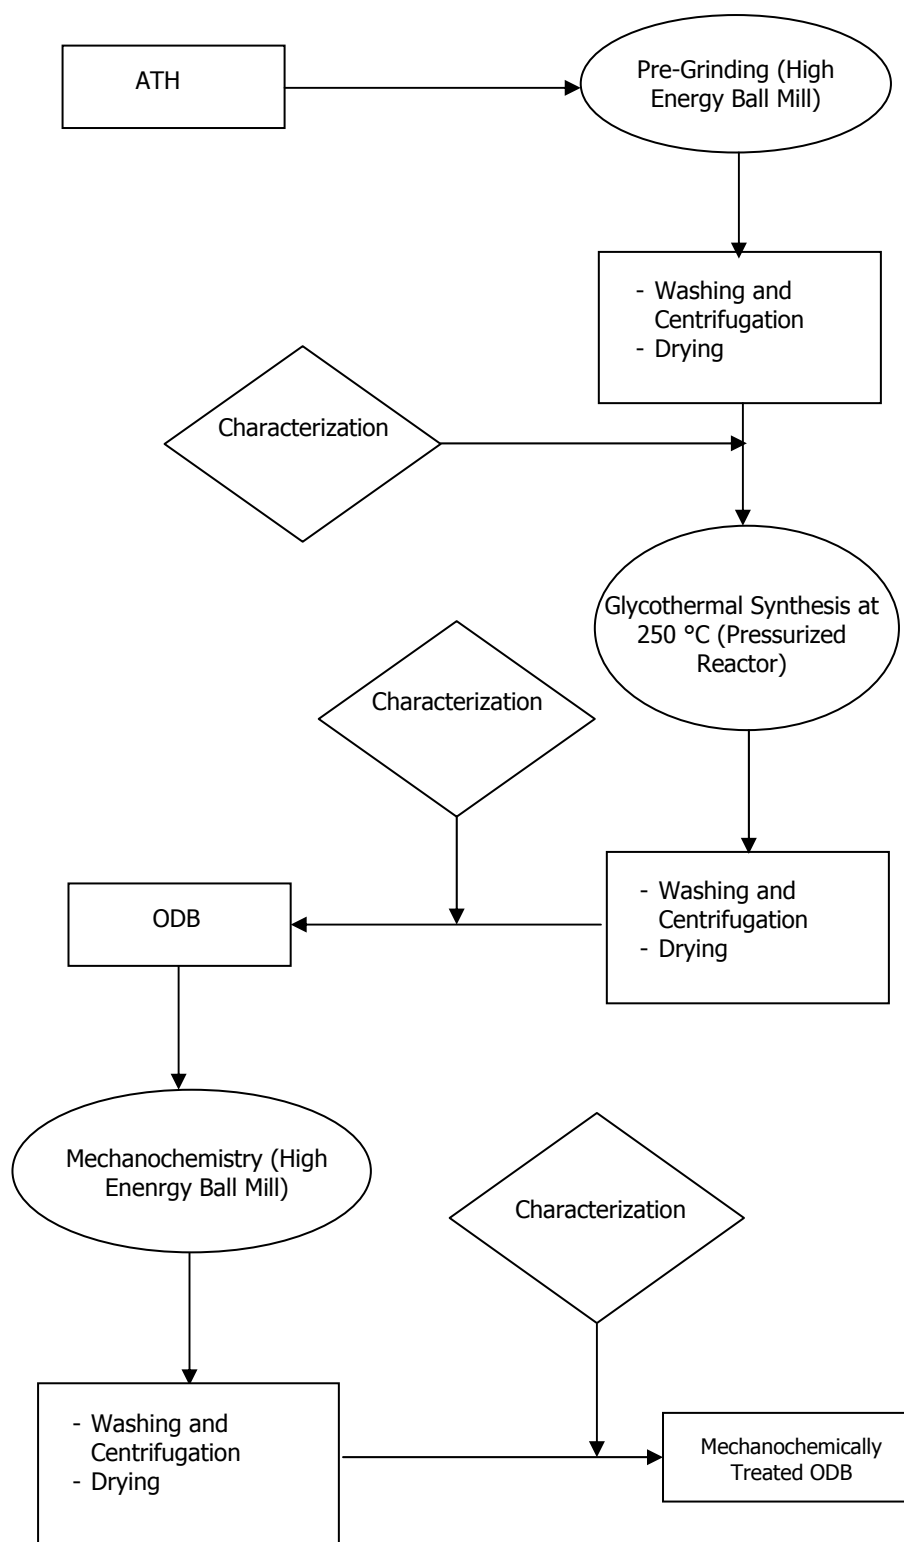 ATH
Pre-Grinding (High
Energy Ball Mill)
- Washing and
Centrifugation
- Drying
Characterization
Glycothermal Synthesis at
250 °C (Pressurized
Reactor)
Characterization
- Washing and
Centrifugation
- Drying
ODB
Mechanochemistry (High
Enenrgy Ball Mill)
Characterization
- Washing and
Centrifugation
- Drying
Mechanochemically
Treated ODB